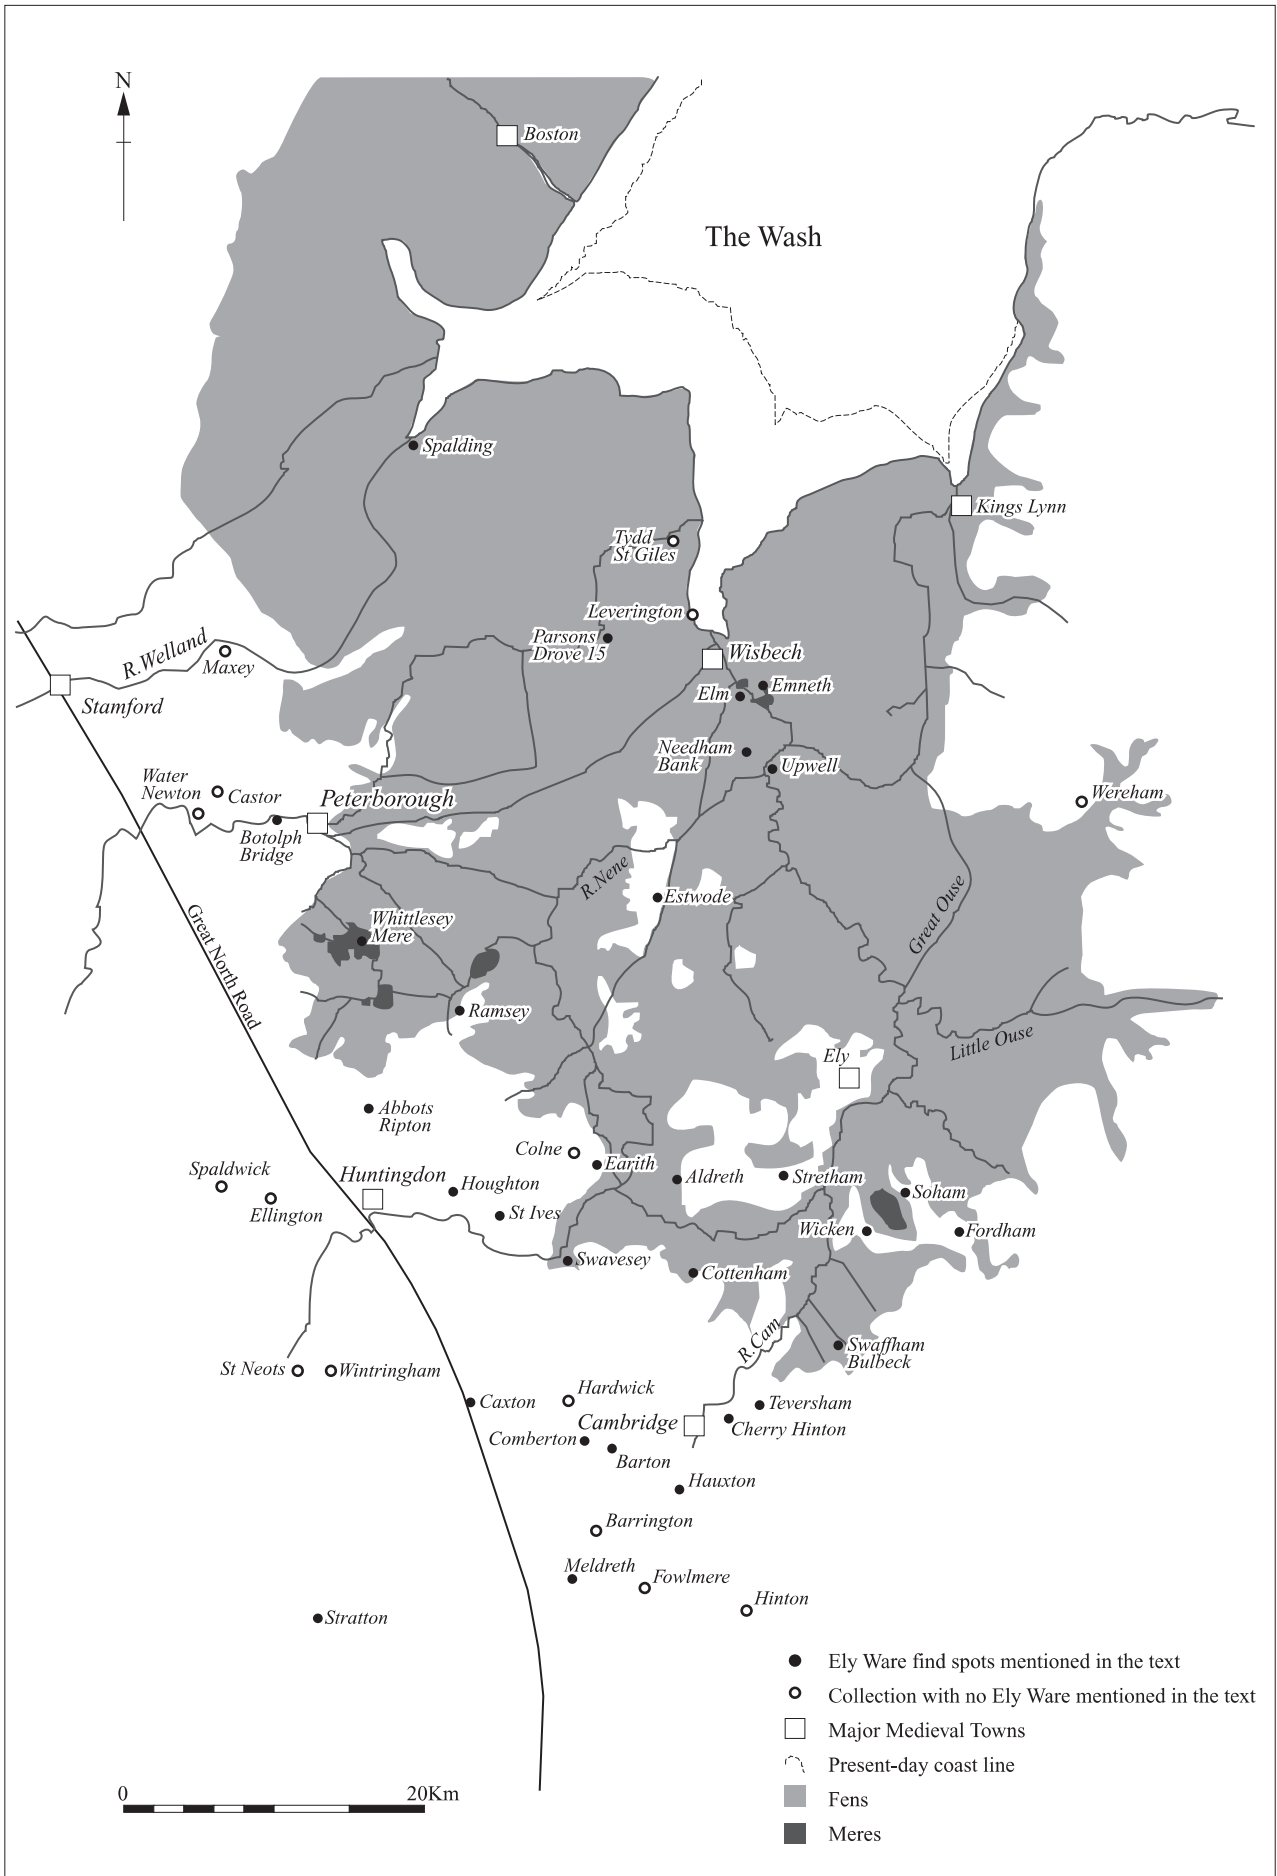 N
Boston
The Wash
Spalding
Kings Lynn
Tydd
St Giles
Leverington
Parsons
Drove 15
Wisbech
R.Welland
Maxey
Stamford
Elm
Emneth
Needham
Bank
Upwell
Water
Newton
Castor
Peterborough
Wereham
Botolph
Bridge
R.Nene
Estwode
Great Ouse
Whittlesey
Mere
Great North Road
Ramsey
Little Ouse
Ely
Abbots
Ripton
Colne
Earith
Spaldwick
Huntingdon
Houghton
Aldreth
Stretham
Soham
Ellington
St Ives
Wicken
Fordham
Swavesey
Cottenham
R.Cam
Swaffham
Bulbeck
St Neots
Wintringham
Caxton
Hardwick
Teversham
Cambridge
Cherry Hinton
Comberton
Barton
Hauxton
Barrington
Meldreth
Fowlmere
Hinton
Stratton
Ely Ware find spots mentioned in the text
Collection with no Ely Ware mentioned in the text
Major Medieval Towns
Present-day coast line
Fens
Meres
0 20Km